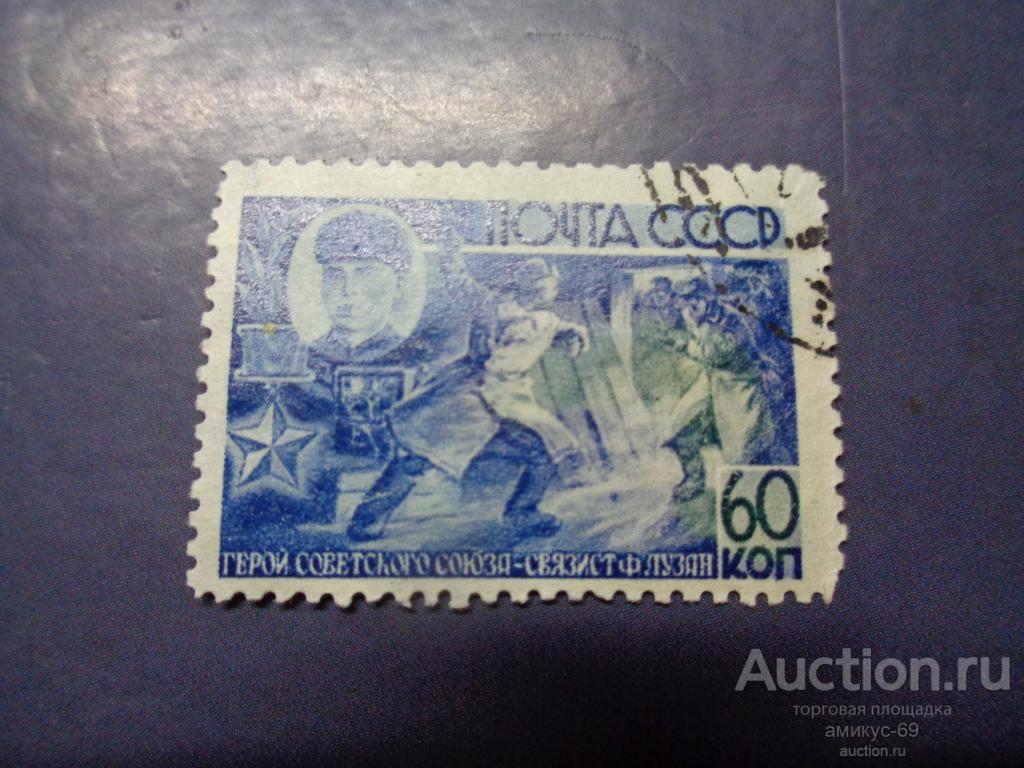 ПОЧТА СССР
60
КОП
ГЕРОЙ СОВЕТСКОГО СОЮЗА-СВЯЗИСТ Ф. ЛУЗАН
Auction.ru
торговая площадка
амикус-69
auction.ru